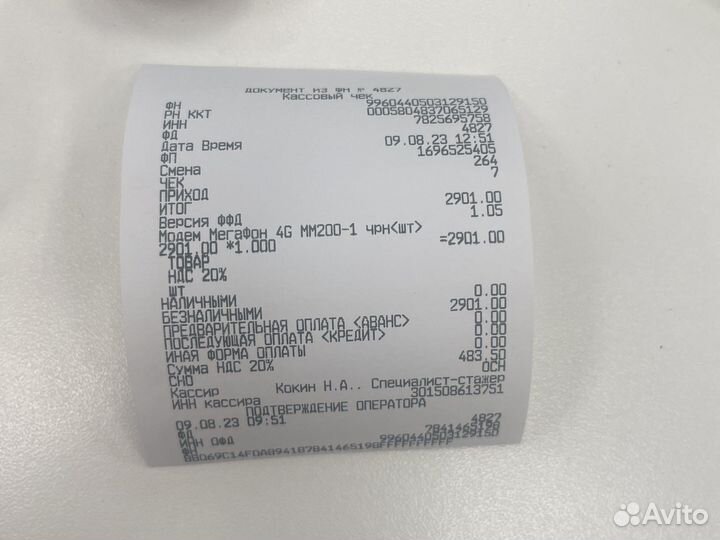 ДОКУМЕНТ ИЗ ФН № 4827
Кассовый чек
ФН 9960440503129150
РН ККТ 0005804837065129
ИНН 7825695758
ФД 4827
Дата Время 09.08.23 12:51
ФП 1696525405
Смена 264
ЧЕК 7
ПРИХОД
ИТОГ 2901.00
Версия ФФД 1.05
Модем МегаФон 4G ММ200-1 чрн<шт>
2901.00 *1.000 =2901.00
ТОВАР
НДС 20%
шт
НАЛИЧНЫМИ 0.00
БЕЗНАЛИЧНЫМИ 2901.00
ПРЕДВАРИТЕЛЬНАЯ ОПЛАТА <АВАНС> 0.00
ПОСЛЕДУЮЩАЯ ОПЛАТА <КРЕДИТ> 0.00
ИНАЯ ФОРМА ОПЛАТЫ 0.00
Сумма НДС 20% 483.50
СНО ОСН
Кассир Кокин Н.А.. Специалист-стажер
ИНН кассира 301508613751
ПОДТВЕРЖДЕНИЕ ОПЕРАТОРА
09.08.23 09:51
ФД 4827
ИНН ОФД 7841465198
ФН 9960440503129150
88069C14F0A894187841465198FFFFFFFFFF
Avito